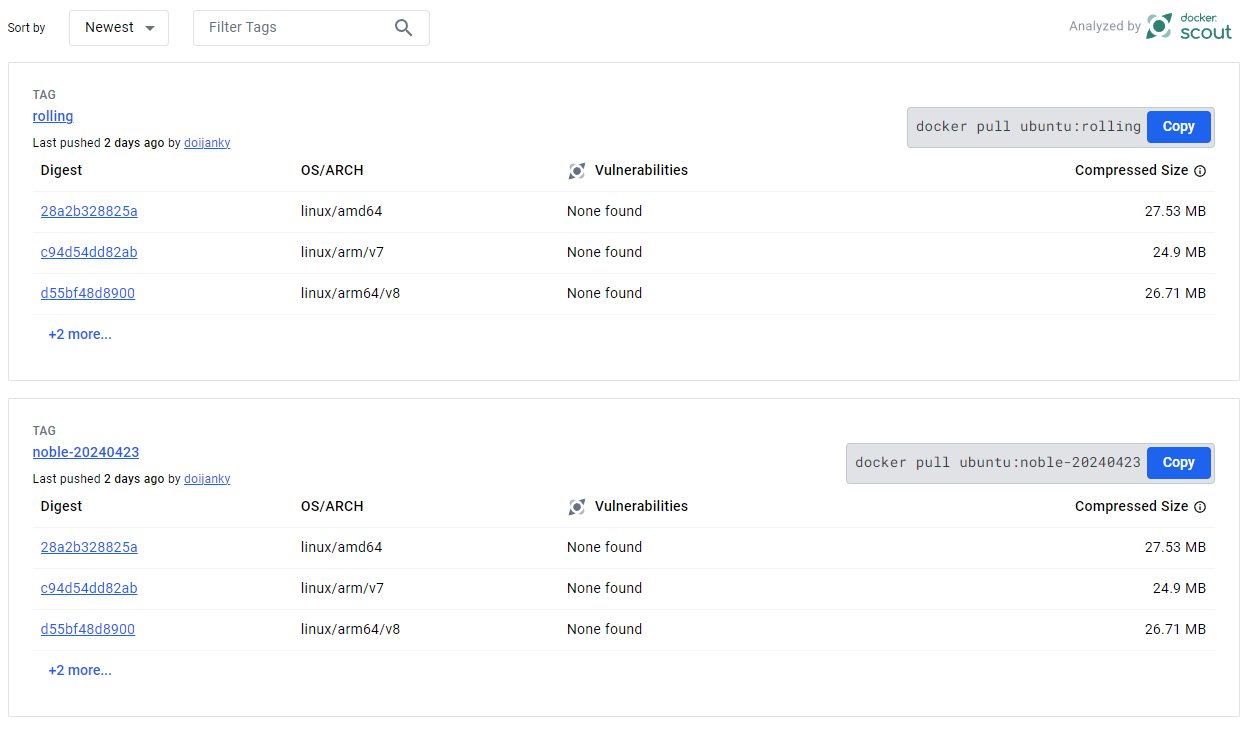 Sort by Newest Filter Tags Analyzed by docker scout
TAG
rolling
Last pushed 2 days ago by doijanky
docker pull ubuntu:rolling Copy
Digest OS/ARCH Vulnerabilities Compressed Size
28a2b328825a linux/amd64 None found 27.53 MB
c94d54dd82ab linux/arm/v7 None found 24.9 MB
d55bf48d8900 linux/arm64/v8 None found 26.71 MB
+2 more...
TAG
noble-20240423
Last pushed 2 days ago by doijanky
docker pull ubuntu:noble-20240423 Copy
Digest OS/ARCH Vulnerabilities Compressed Size
28a2b328825a linux/amd64 None found 27.53 MB
c94d54dd82ab linux/arm/v7 None found 24.9 MB
d55bf48d8900 linux/arm64/v8 None found 26.71 MB
+2 more...